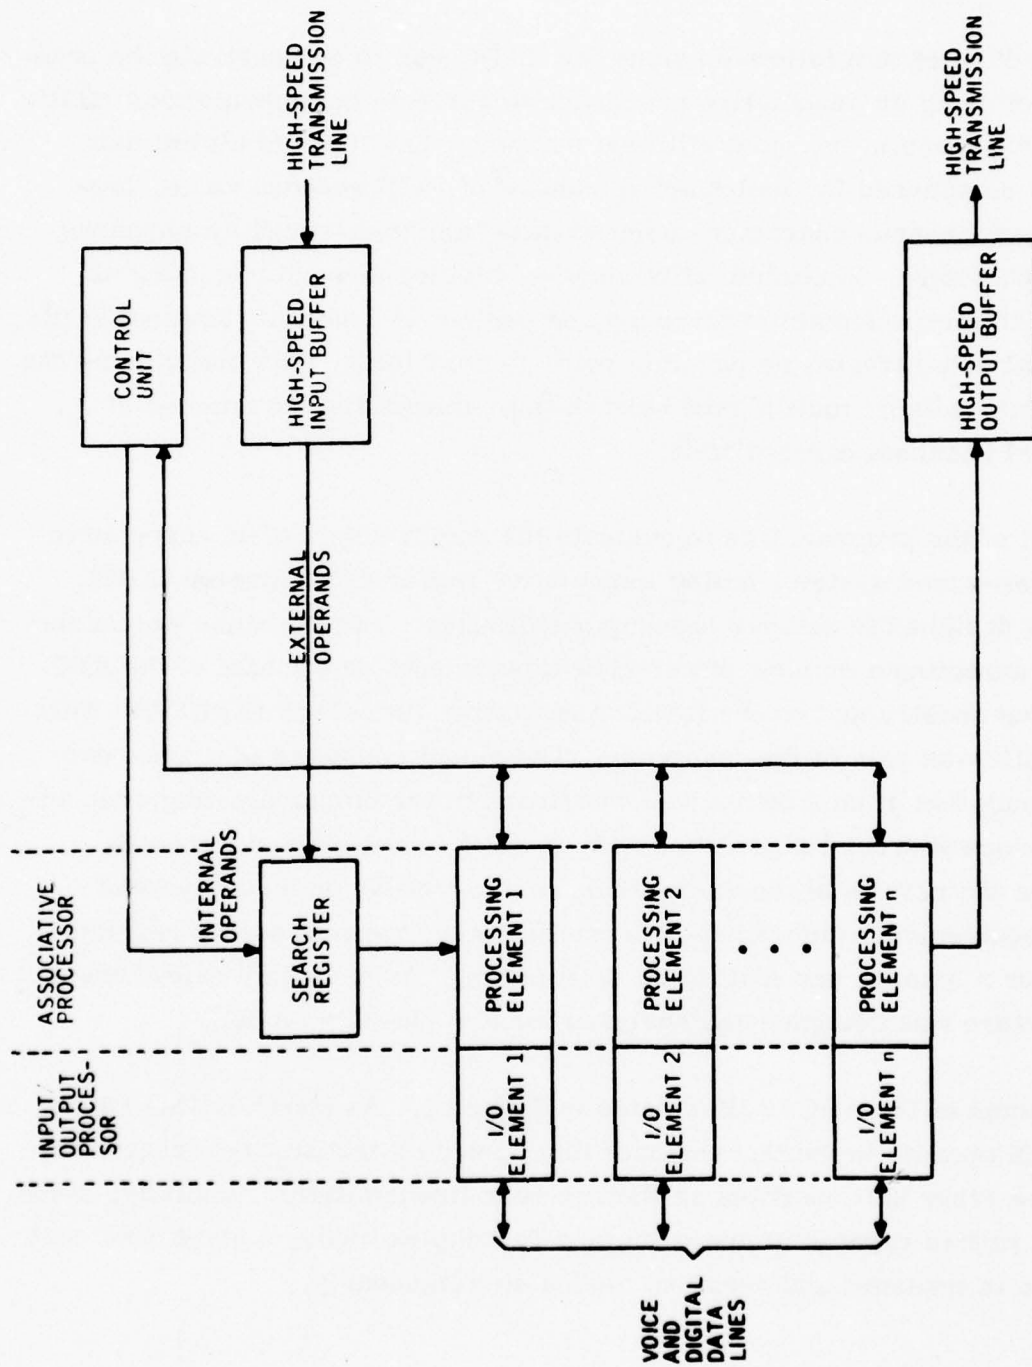 INPUT
OUTPUT
PROCES-
SOR
ASSOCIATIVE
PROCESSOR
INTERNAL
OPERANDS
SEARCH
REGISTER
EXTERNAL
OPERANDS
CONTROL
UNIT
HIGH-SPEED
INPUT BUFFER
HIGH-SPEED
TRANSMISSION
LINE
I/O
ELEMENT 1
PROCESSING
ELEMENT 1
I/O
ELEMENT 2
PROCESSING
ELEMENT 2
I/O
ELEMENT n
PROCESSING
ELEMENT n
VOICE
AND
DIGITAL
DATA
LINES
HIGH-SPEED
OUTPUT BUFFER
HIGH-SPEED
TRANSMISSION
LINE